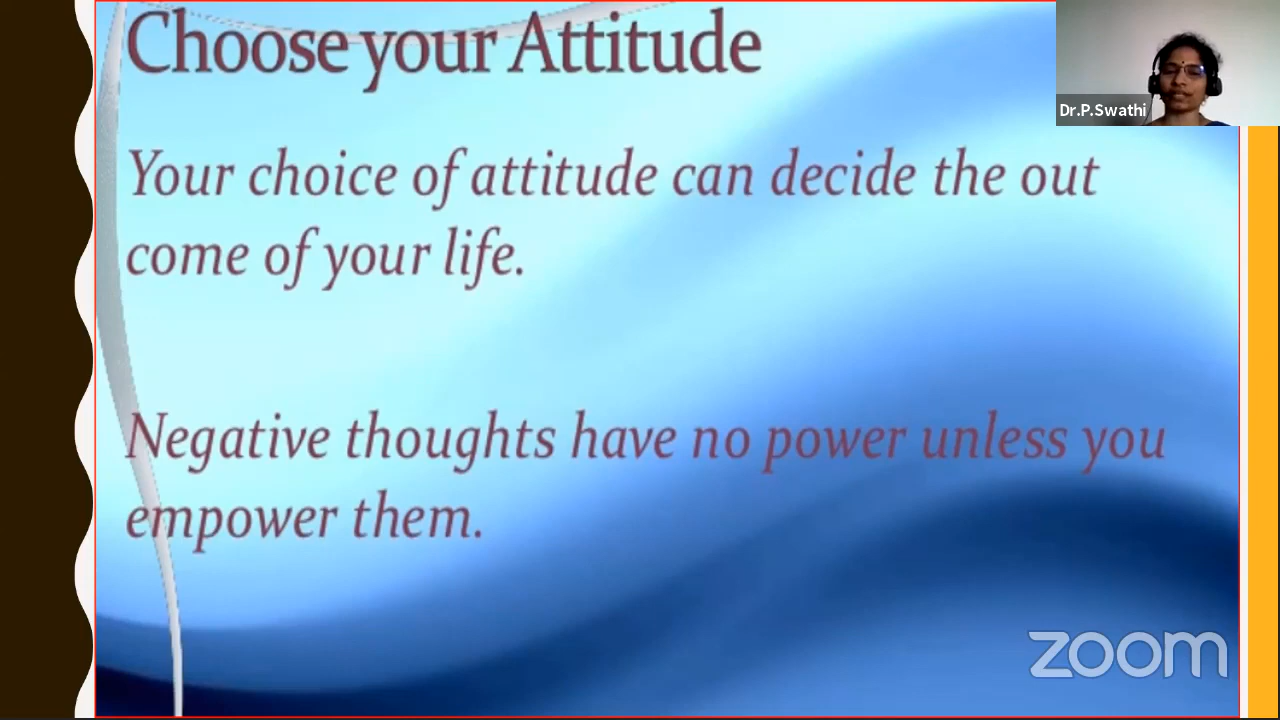 Choose your Attitude
Dr.P.Swathi
Your choice of attitude can decide the out
come of your life.
Negative thoughts have no power unless you
empower them.
zoom